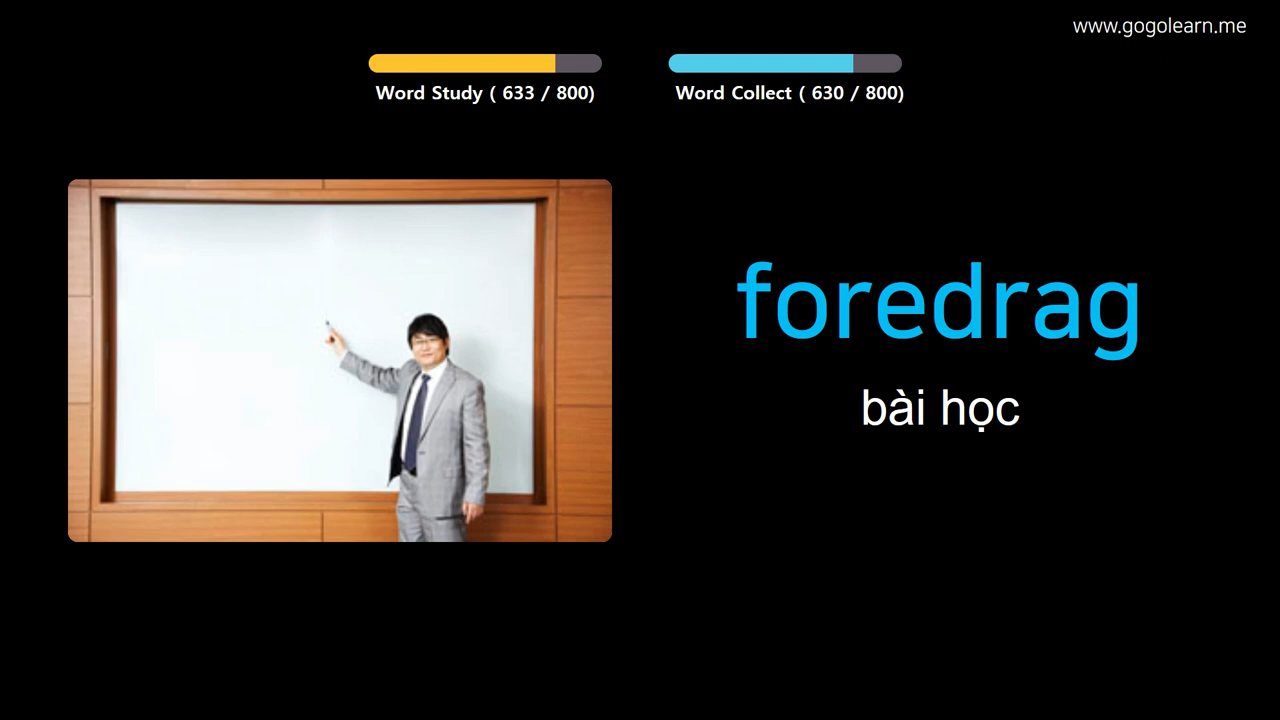 www.gogolearn.me
Word Study ( 633 / 800)
Word Collect ( 630 / 800)
foredrag
bài học